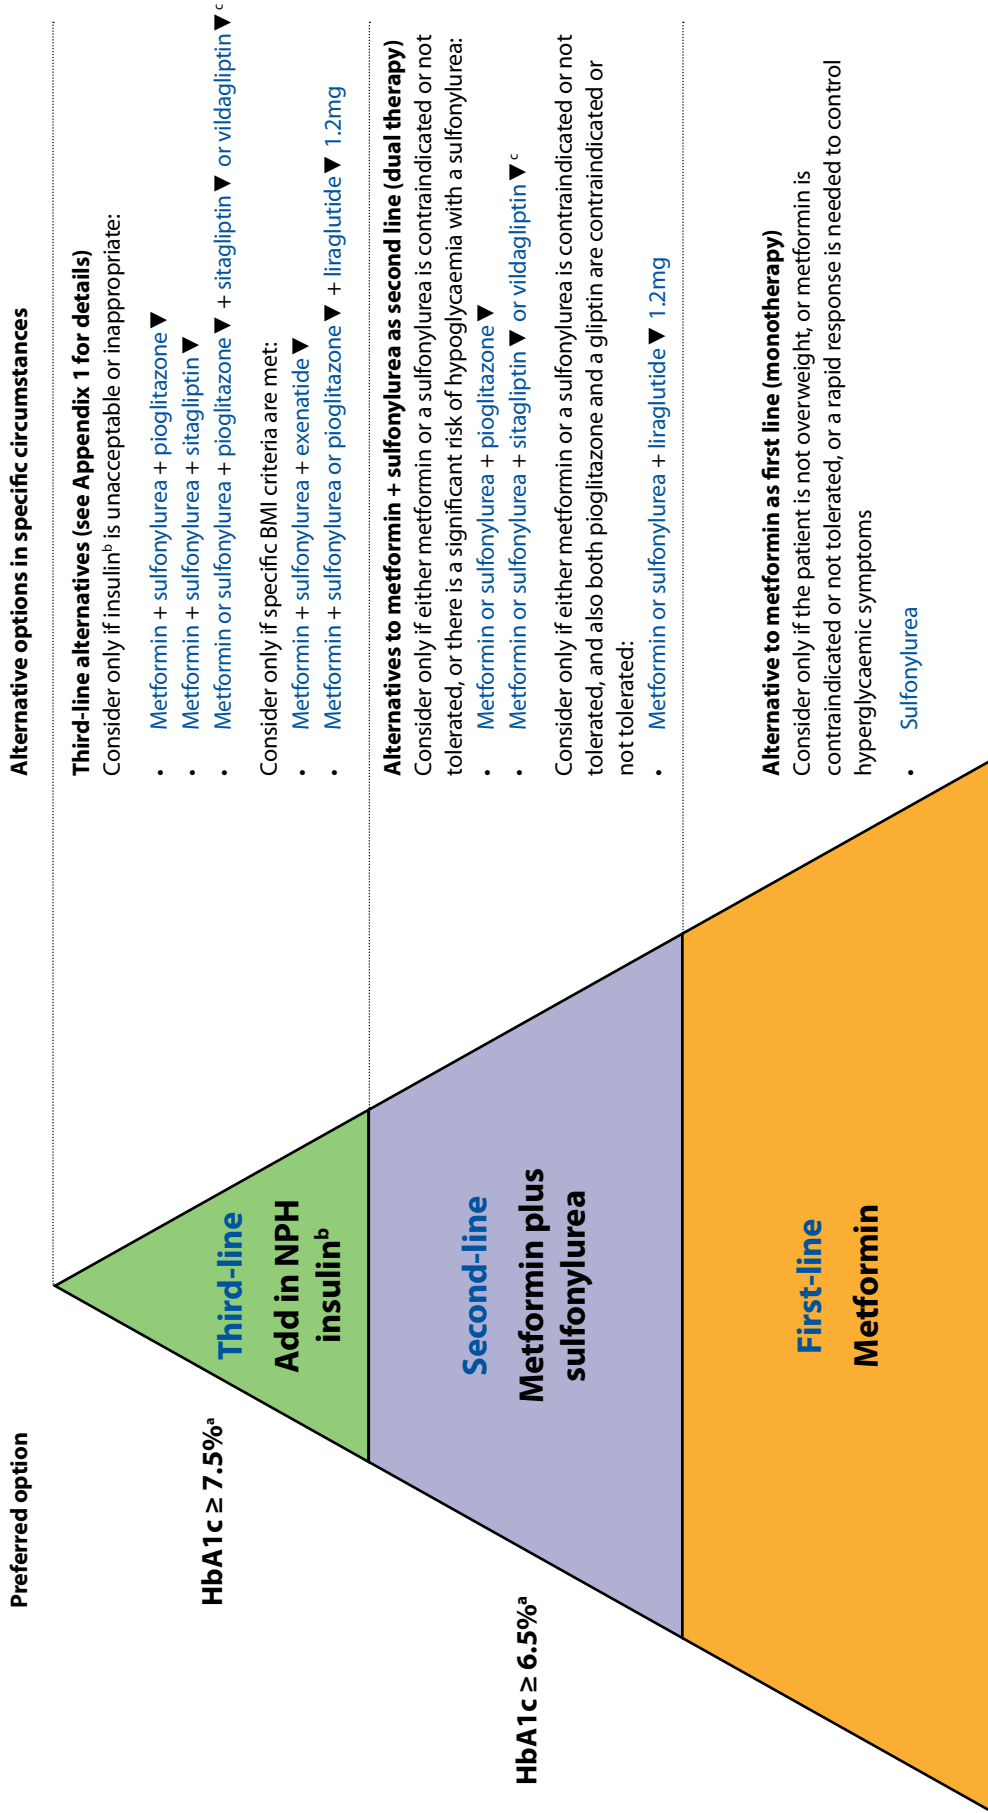 Preferred option
Alternative options in specific circumstances
HbA1c ≥ 7.5%ᵃ
Third-line
Add in NPH
insulinᵇ
Third-line alternatives (see Appendix 1 for details)
Consider only if insulinᵇ is unacceptable or inappropriate:
• Metformin + sulfonylurea + pioglitazone ▼
• Metformin + sulfonylurea + sitagliptin ▼
• Metformin or sulfonylurea + pioglitazone ▼ + sitagliptin ▼ or vildagliptin ▼ ᶜ
Consider only if specific BMI criteria are met:
• Metformin + sulfonylurea + exenatide ▼
• Metformin + sulfonylurea or pioglitazone ▼ + liraglutide ▼ 1.2mg
HbA1c ≥ 6.5%ᵃ
Second-line
Metformin plus
sulfonylurea
Alternatives to metformin + sulfonylurea as second line (dual therapy)
Consider only if either metformin or a sulfonylurea is contraindicated or not
tolerated, or there is a significant risk of hypoglycaemia with a sulfonylurea:
• Metformin or sulfonylurea + pioglitazone ▼
• Metformin or sulfonylurea + sitagliptin ▼ or vildagliptin ▼ ᶜ
Consider only if either metformin or a sulfonylurea is contraindicated or not
tolerated, and also both pioglitazone and a gliptin are contraindicated or
not tolerated:
• Metformin or sulfonylurea + liraglutide ▼ 1.2mg
First-line
Metformin
Alternative to metformin as first line (monotherapy)
Consider only if the patient is not overweight, or metformin is
contraindicated or not tolerated, or a rapid response is needed to control
hyperglycaemic symptoms
• Sulfonylurea